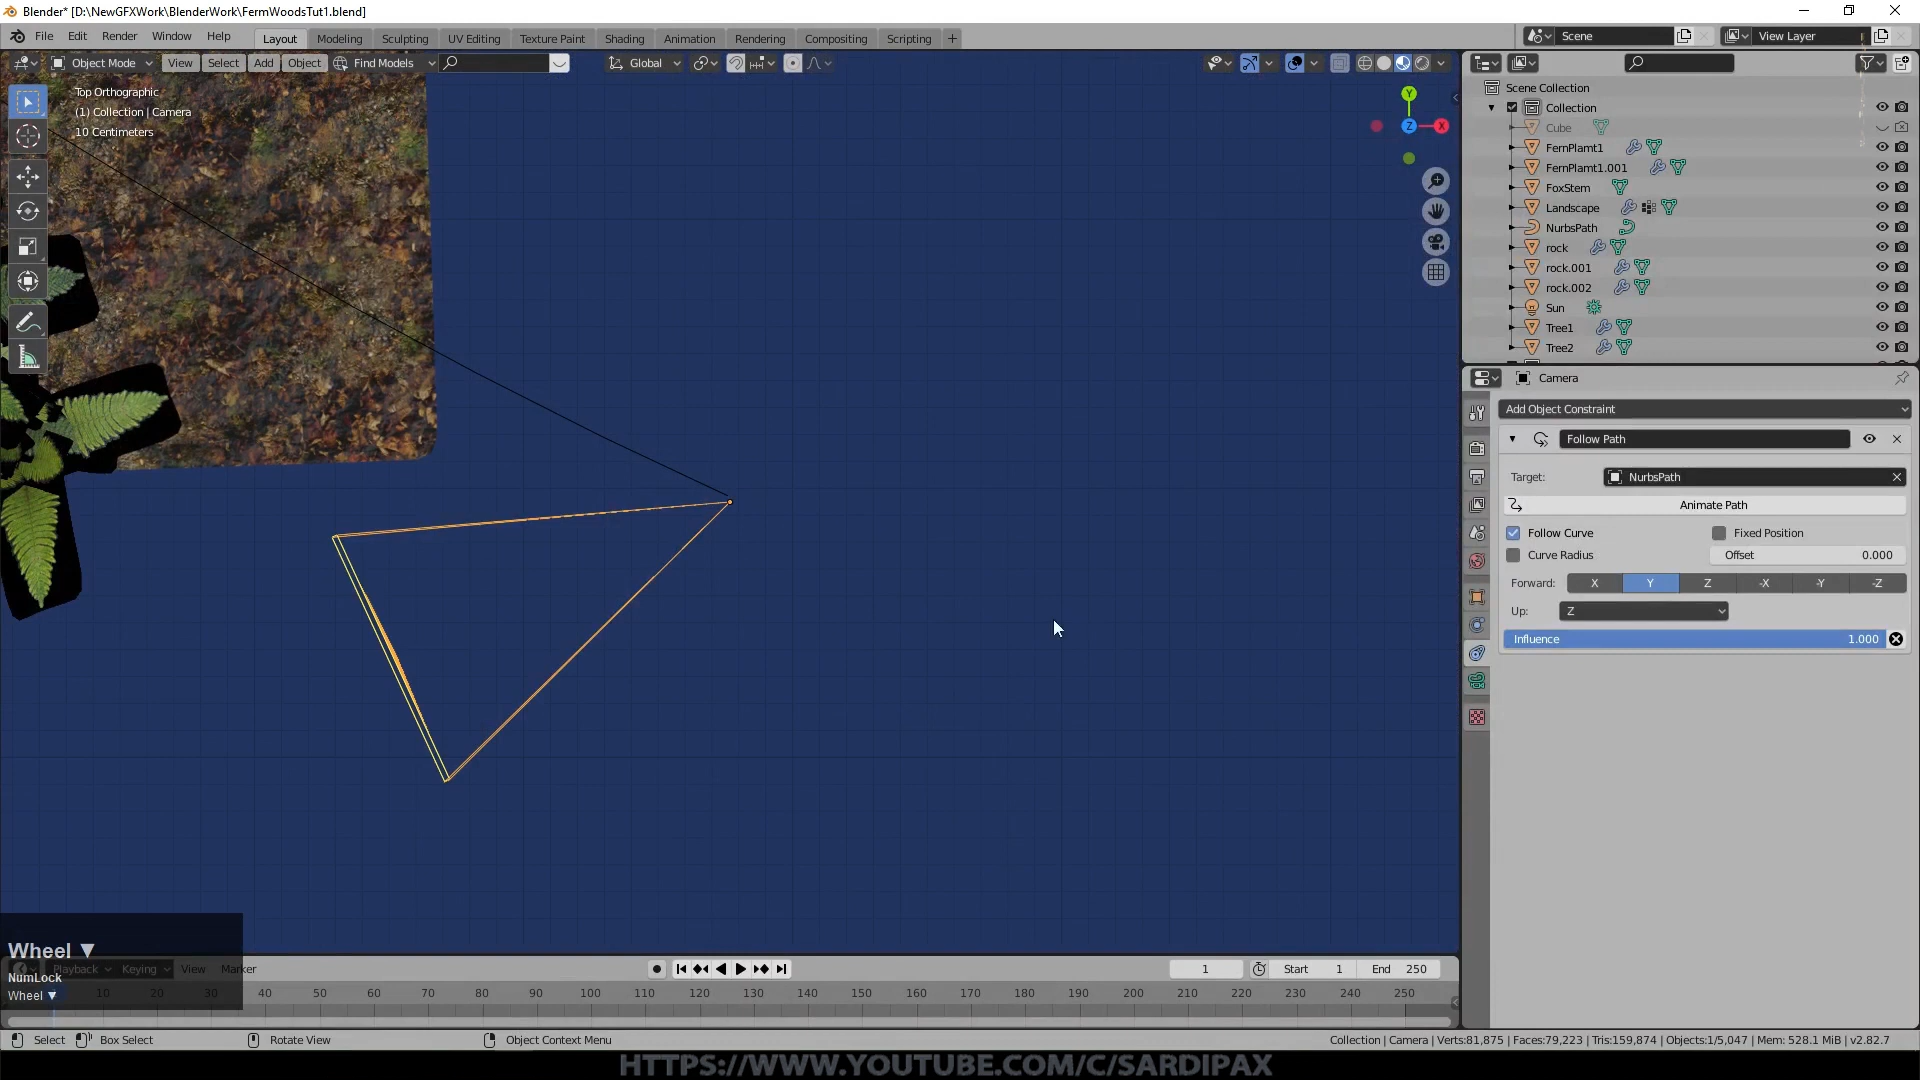 Blender* [D:\NewGFXWork\BlenderWork\FermWoodsTut1.blend]
File Edit Render Window Help
Layout Modeling Sculpting UV Editing Texture Paint Shading Animation Rendering Compositing Scripting
Scene
View Layer
Object Mode View Select Add Object Find Models
Global
Top Orthographic
(1) Collection | Camera
10 Centimeters
Y
Z
X
Scene Collection
Collection
Cube
FernPlamt1
FernPlamt1.001
FoxStem
Landscape
NurbsPath
rock
rock.001
rock.002
Sun
Tree1
Tree2
Camera
Add Object Constraint
Follow Path
Target: NurbsPath
Animate Path
Follow Curve Fixed Position
Curve Radius Offset 0.000
Forward: X Y Z -X -Y -Z
Up: Z
Influence 1.000
Wheel ▼
NumLock
Wheel ▼
Playback Keying View Marker
1 Start 1 End 250
10 20 30 40 50 60 70 80 90 100 110 120 130 140 150 160 170 180 190 200 210 220 230 240 250
Select Box Select Rotate View Object Context Menu
Collection | Camera | Verts:81,875 | Faces:79,223 | Tris:159,874 | Objects:1/5,047 | Mem: 528.1 MiB | v2.82.7
HTTPS://WWW.YOUTUBE.COM/C/SARDIPAX